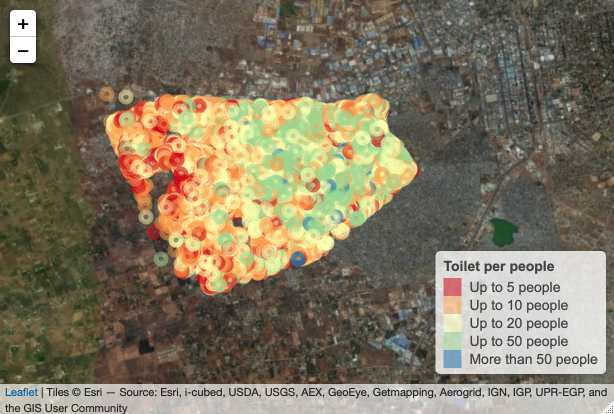 +
−
Toilet per people
Up to 5 people
Up to 10 people
Up to 20 people
Up to 50 people
More than 50 people
Leaflet | Tiles © Esri — Source: Esri, i-cubed, USDA, USGS, AEX, GeoEye, Getmapping, Aerogrid, IGN, IGP, UPR-EGP, and
the GIS User Community